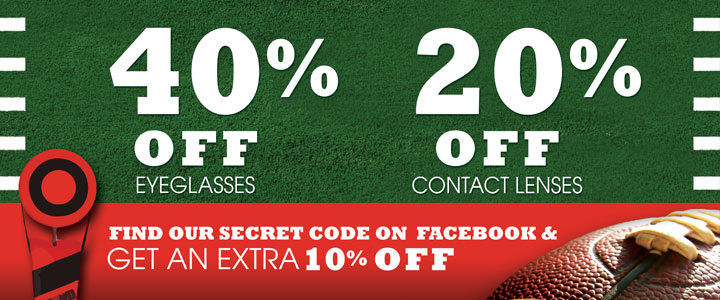 40%
OFF
EYEGLASSES
20%
OFF
CONTACT LENSES
FIND OUR SECRET CODE ON FACEBOOK &
GET AN EXTRA 10% OFF